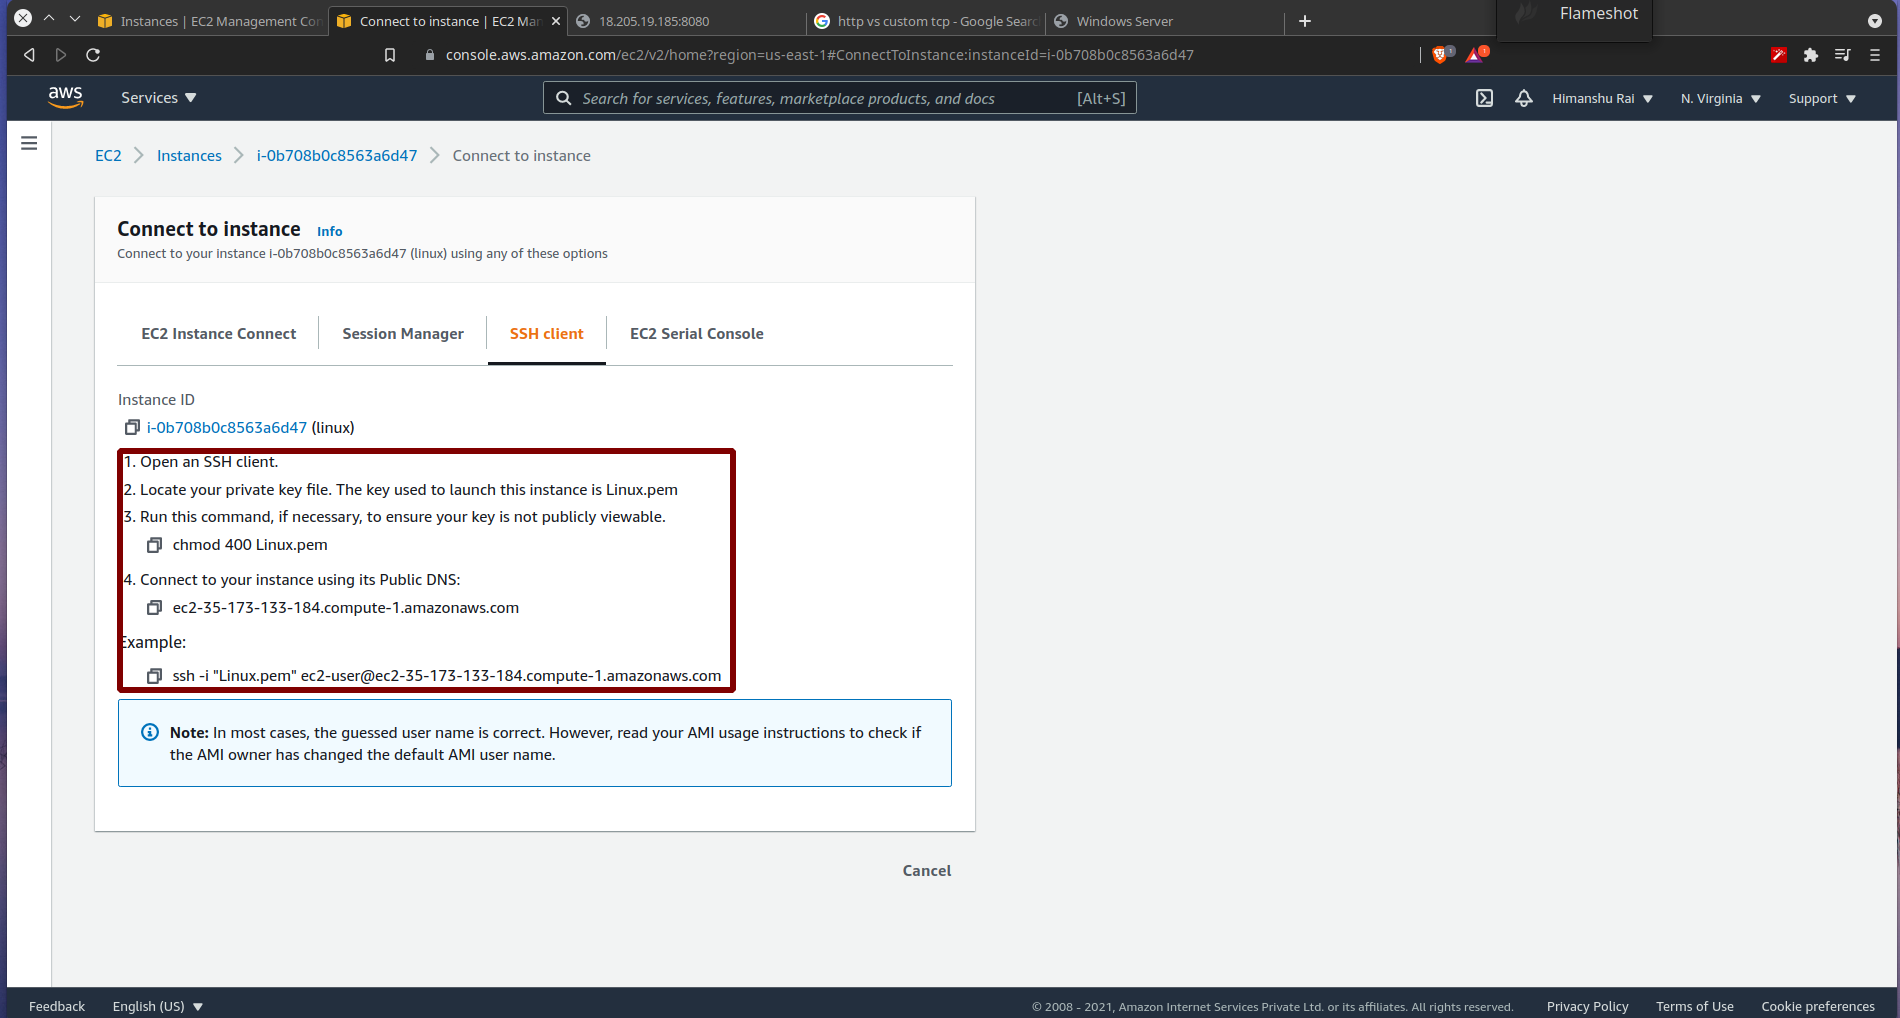 Instances | EC2 Management Con
Connect to instance | EC2 Man
18.205.19.185:8080
http vs custom tcp - Google Searc
Windows Server
Flameshot
console.aws.amazon.com/ec2/v2/home?region=us-east-1#ConnectToInstance:instanceId=i-0b708b0c8563a6d47
1
1
aws
Services
Search for services, features, marketplace products, and docs
[Alt+S]
Himanshu Rai
N. Virginia
Support
EC2
Instances
i-0b708b0c8563a6d47
Connect to instance
Connect to instance Info
Connect to your instance i-0b708b0c8563a6d47 (linux) using any of these options
EC2 Instance Connect
Session Manager
SSH client
EC2 Serial Console
Instance ID
i-0b708b0c8563a6d47 (linux)
1. Open an SSH client.
2. Locate your private key file. The key used to launch this instance is Linux.pem
3. Run this command, if necessary, to ensure your key is not publicly viewable.
chmod 400 Linux.pem
4. Connect to your instance using its Public DNS:
ec2-35-173-133-184.compute-1.amazonaws.com
Example:
ssh -i "Linux.pem" ec2-user@ec2-35-173-133-184.compute-1.amazonaws.com
Note: In most cases, the guessed user name is correct. However, read your AMI usage instructions to check if
the AMI owner has changed the default AMI user name.
Cancel
Feedback
English (US)
© 2008 - 2021, Amazon Internet Services Private Ltd. or its affiliates. All rights reserved.
Privacy Policy
Terms of Use
Cookie preferences